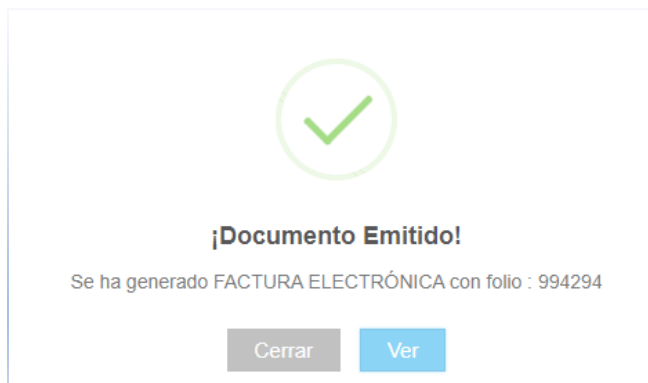 ¡Documento Emitido!
Se ha generado FACTURA ELECTRÓNICA con folio : 994294
Cerrar
Ver